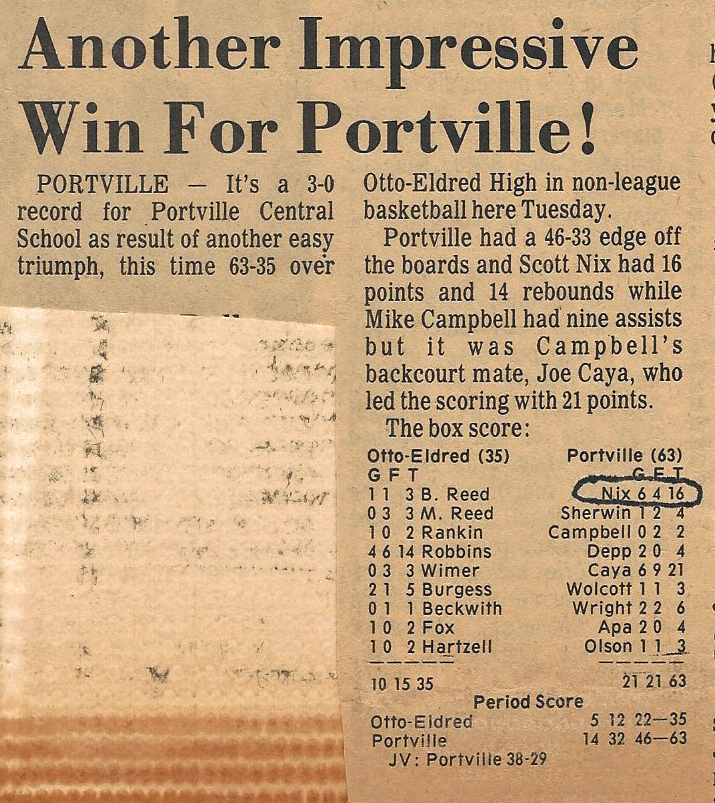 Another Impressive
Win For Portville!
PORTVILLE — It's a 3-0
record for Portville Central
School as result of another easy
triumph, this time 63-35 over
Otto-Eldred High in non-league
basketball here Tuesday.
Portville had a 46-33 edge off
the boards and Scott Nix had 16
points and 14 rebounds while
Mike Campbell had nine assists
but it was Campbell's
backcourt mate, Joe Caya, who
led the scoring with 21 points.
The box score:
Otto-Eldred (35) Portville (63)
G F T G F T
1 1 3 B. Reed Nix 6 4 16
0 3 3 M. Reed Sherwin 1 2 4
1 0 2 Rankin Campbell 0 2 2
4 6 14 Robbins Depp 2 0 4
0 3 3 Wimer Caya 6 9 21
2 1 5 Burgess Wolcott 1 1 3
0 1 1 Beckwith Wright 2 2 6
1 0 2 Fox Apa 2 0 4
1 0 2 Hartzell Olson 1 1 3
10 15 35 21 21 63
Period Score
Otto-Eldred 5 12 22—35
Portville 14 32 46—63
JV: Portville 38-29